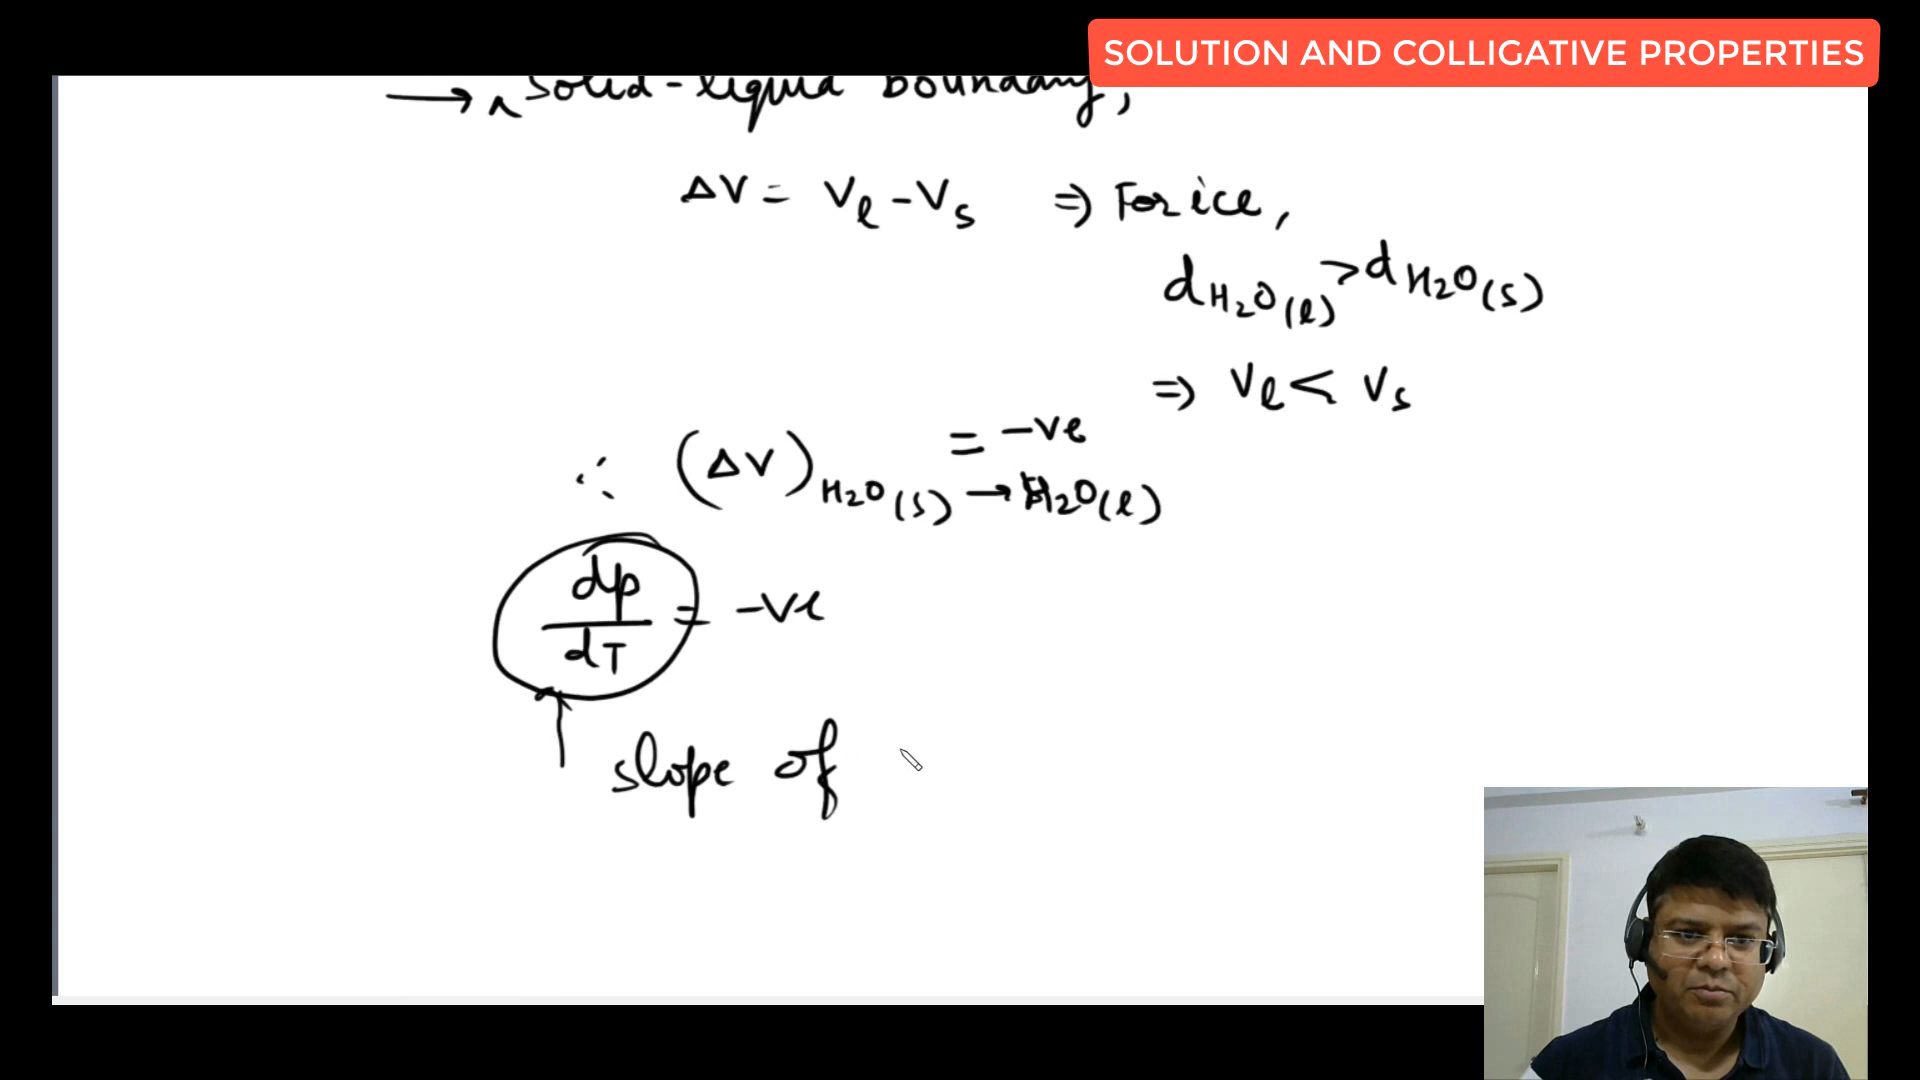 SOLUTION AND COLLIGATIVE PROPERTIES
→ ^ solid-liquid boundary,
ΔV = Vℓ - Vs ⇒ For ice,
dH₂O(ℓ) > dH₂O(s)
⇒ Vℓ < Vs
∴ (ΔV)H₂O(s) → H₂O(ℓ) = -ve
dp/dT = -ve
↑ slope of